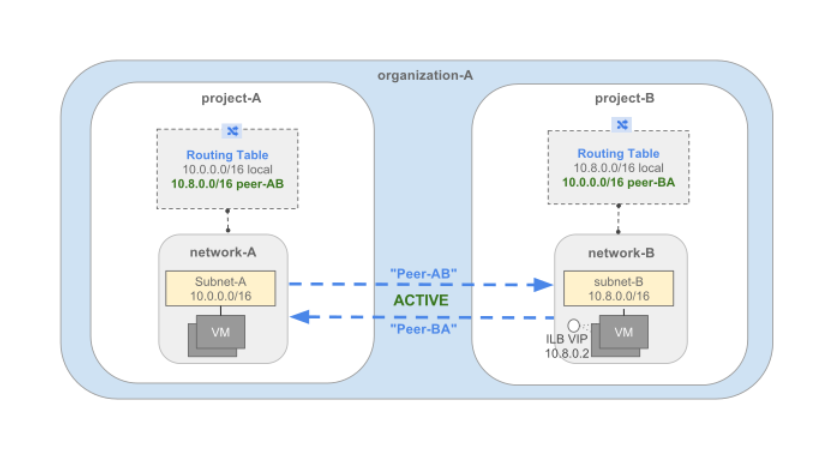 organization-A
project-A
Routing Table
10.0.0.0/16 local
10.8.0.0/16 peer-AB
network-A
Subnet-A
10.0.0.0/16
VM
"Peer-AB"
ACTIVE
"Peer-BA"
project-B
Routing Table
10.8.0.0/16 local
10.0.0.0/16 peer-BA
network-B
subnet-B
10.8.0.0/16
ILB VIP
10.8.0.2
VM